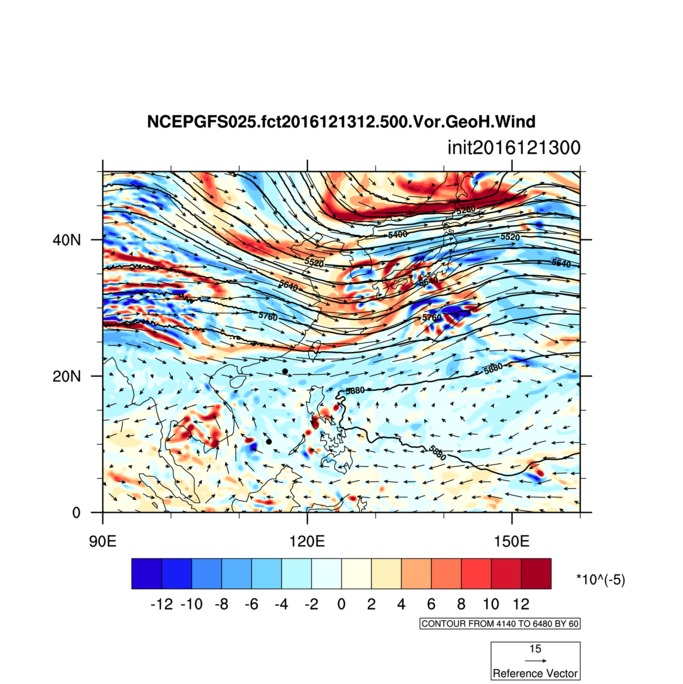 NCEPGFS025.fct2016121312.500.Vor.GeoH.Wind
init2016121300
40N
20N
0
90E 120E 150E
5280
5400
5520
5520
5640
5640
5760
5760
5880
5880
5880
-12 -10 -8 -6 -4 -2 0 2 4 6 8 10 12
*10^(-5)
CONTOUR FROM 4140 TO 6480 BY 60
15
Reference Vector